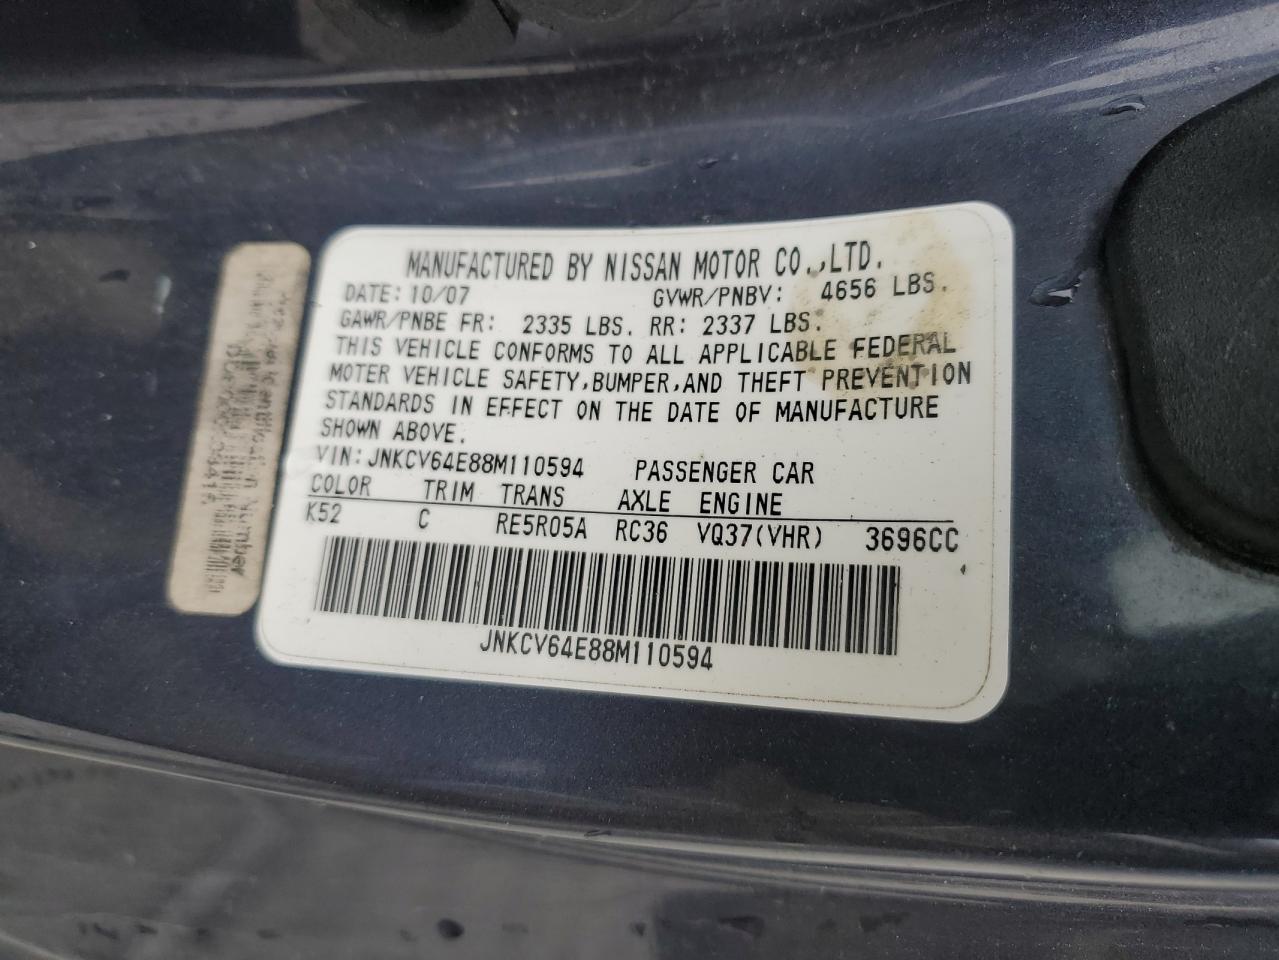 MANUFACTURED BY NISSAN MOTOR CO.,LTD.
DATE: 10/07 GVWR/PNBV: 4656 LBS.
GAWR/PNBE FR: 2335 LBS. RR: 2337 LBS.
THIS VEHICLE CONFORMS TO ALL APPLICABLE FEDERAL
MOTER VEHICLE SAFETY,BUMPER,AND THEFT PREVENTION
STANDARDS IN EFFECT ON THE DATE OF MANUFACTURE
SHOWN ABOVE.
VIN: JNKCV64E88M110594 PASSENGER CAR
COLOR TRIM TRANS AXLE ENGINE
K52 C RE5R05A RC36 VQ37(VHR) 3696CC
JNKCV64E88M110594
Number